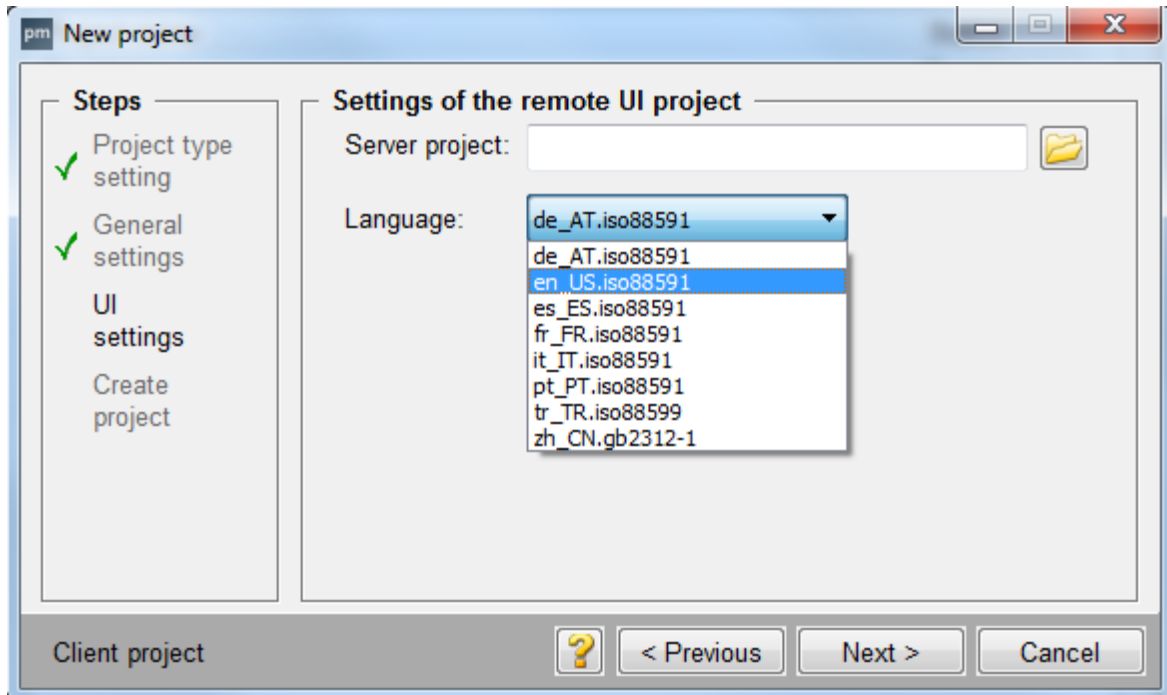 pm New project
Steps
Project type
setting
General
settings
UI
settings
Create
project
Settings of the remote UI project
Server project:
Language:
de_AT.iso88591
de_AT.iso88591
en_US.iso88591
es_ES.iso88591
fr_FR.iso88591
it_IT.iso88591
pt_PT.iso88591
tr_TR.iso88599
zh_CN.gb2312-1
Client project
?
< Previous
Next >
Cancel